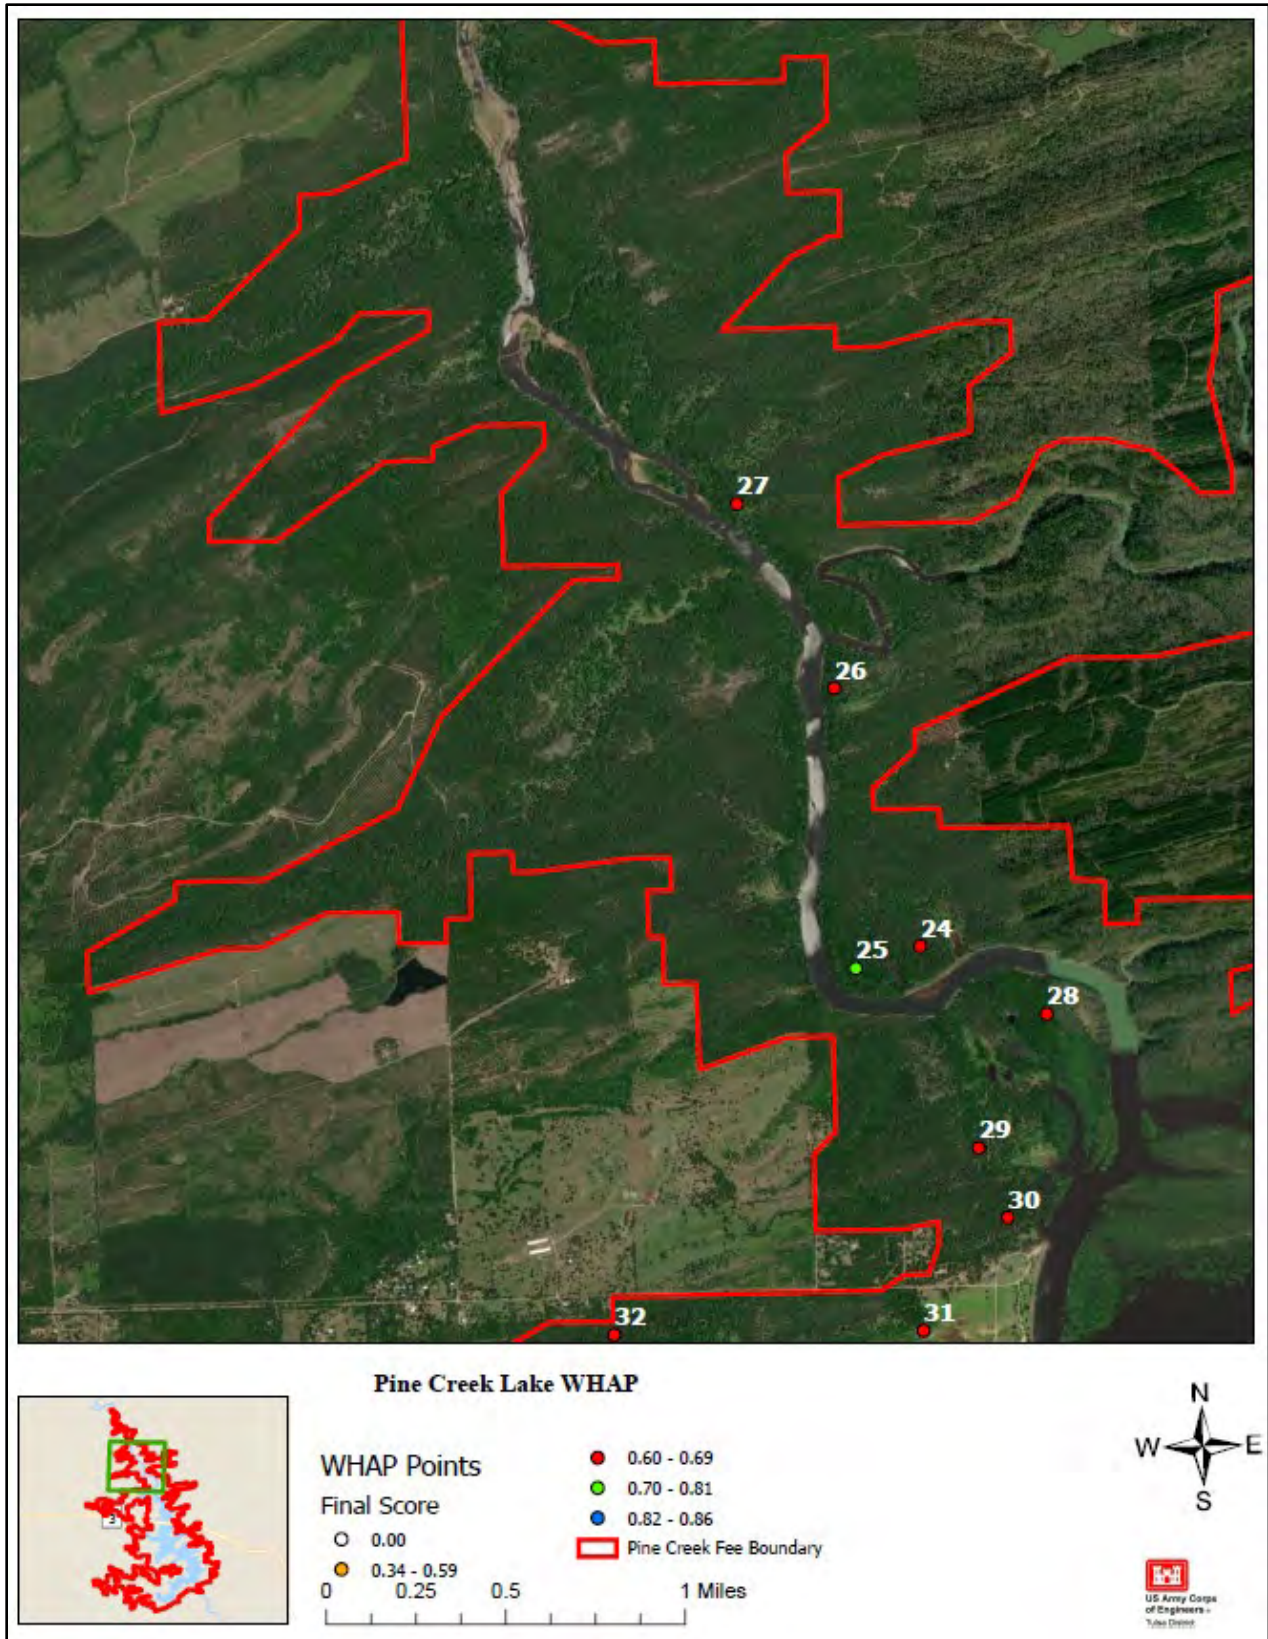 27
26
24
25
28
29
30
32
31
Pine Creek Lake WHAP
WHAP Points
Final Score
0.00
0.34 - 0.59
0.60 - 0.69
0.70 - 0.81
0.82 - 0.86
Pine Creek Fee Boundary
0 0.25 0.5 1 Miles
3
N
W E
S
US Army Corps
of Engineers
Tulsa District